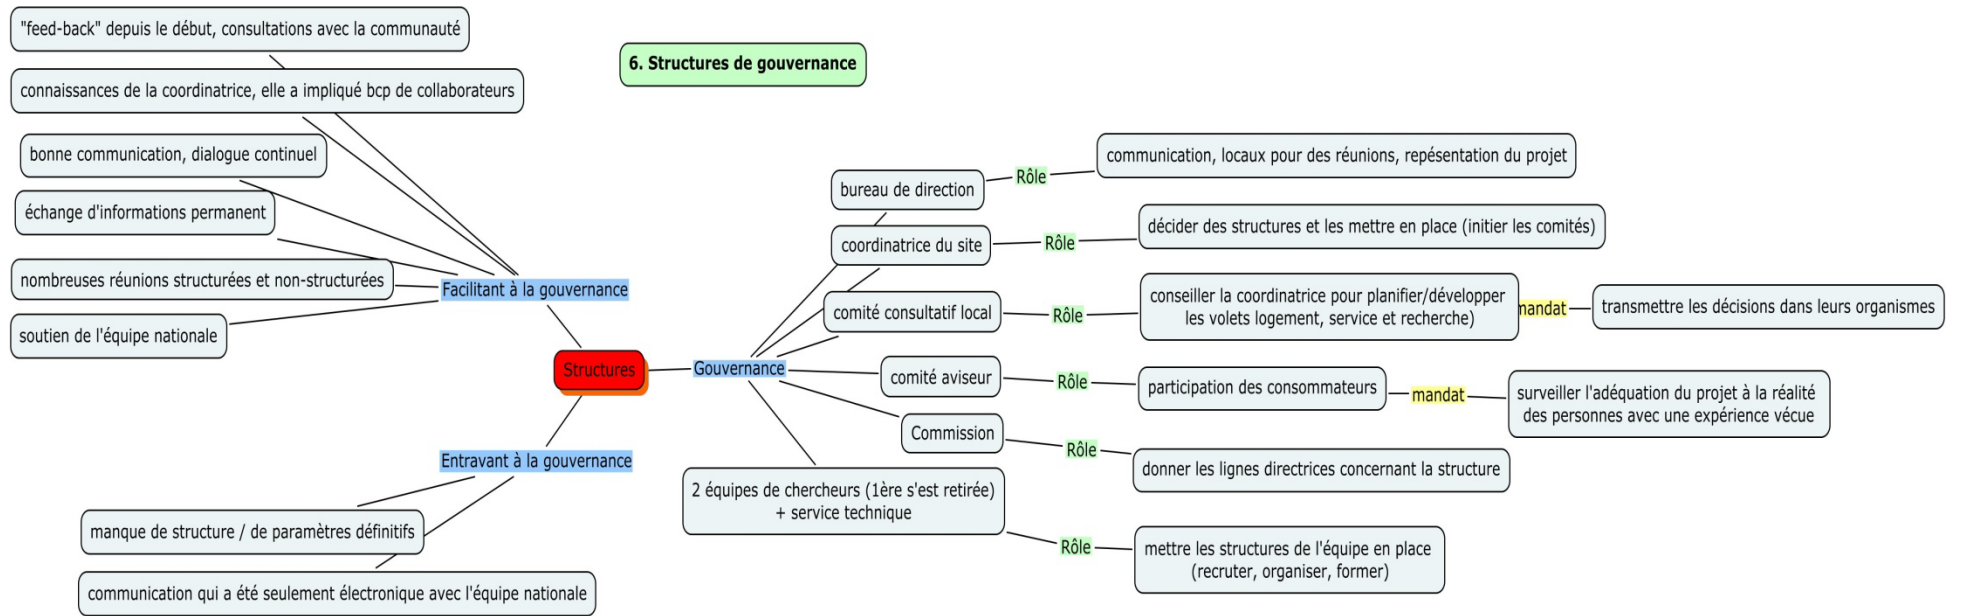 6. Structures de gouvernance
"feed-back" depuis le début, consultations avec la communauté
connaissances de la coordinatrice, elle a impliqué bcp de collaborateurs
bonne communication, dialogue continuel
échange d'informations permanent
nombreuses réunions structurées et non-structurées
soutien de l'équipe nationale
Facilitant à la gouvernance
Structures
Entravant à la gouvernance
manque de structure / de paramètres définitifs
communication qui a été seulement électronique avec l'équipe nationale
Gouvernance
bureau de direction
Rôle
communication, locaux pour des réunions, repésentation du projet
coordinatrice du site
Rôle
décider des structures et les mettre en place (initier les comités)
comité consultatif local
Rôle
conseiller la coordinatrice pour planifier/développer
les volets logement, service et recherche)
mandat
transmettre les décisions dans leurs organismes
comité aviseur
Rôle
participation des consommateurs
mandat
surveiller l'adéquation du projet à la réalité
des personnes avec une expérience vécue
Commission
Rôle
donner les lignes directrices concernant la structure
2 équipes de chercheurs (1ère s'est retirée)
+ service technique
Rôle
mettre les structures de l'équipe en place
(recruter, organiser, former)